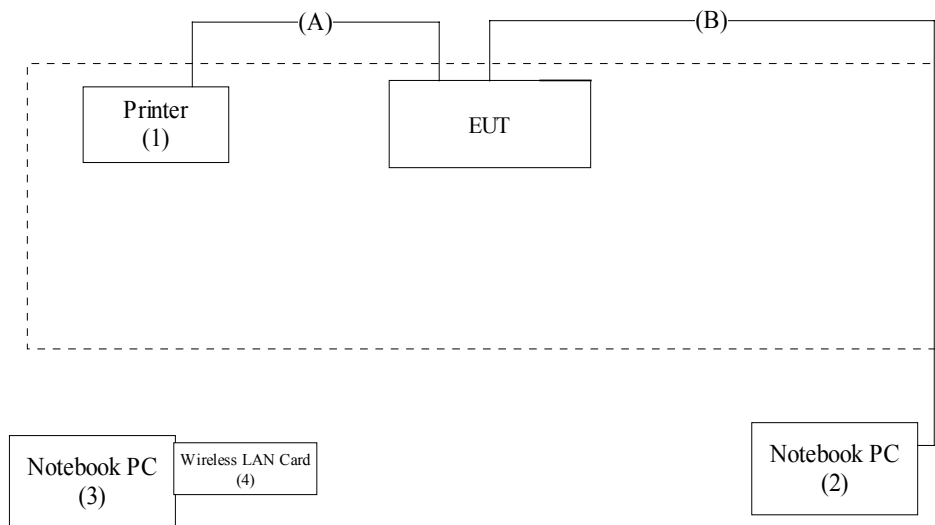 (A)
(B)
Printer
(1)
EUT
Notebook PC
(3)
Wireless LAN Card
(4)
Notebook PC
(2)